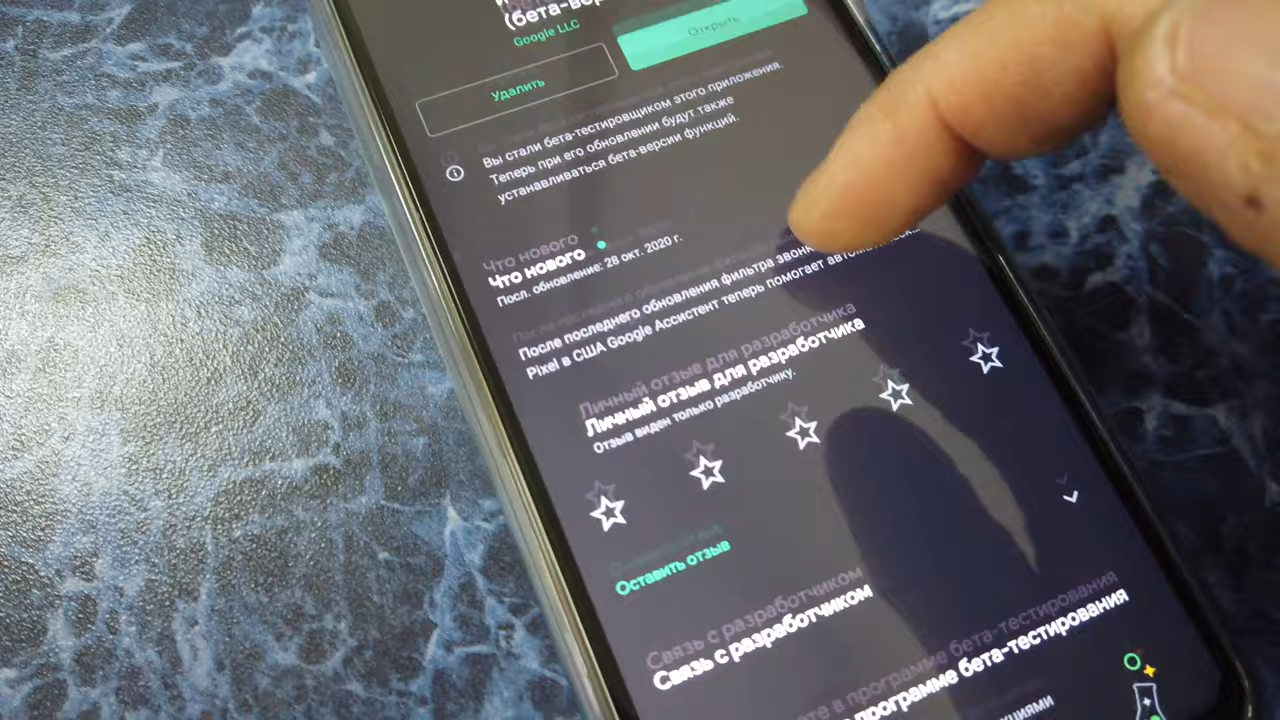 (бета-вер
Google LLC
Удалить
Открыть
Вы стали бета-тестировщиком этого приложения.
Теперь при его обновлении будут также
устанавливаться бета-версии функций.
Что нового
Посл. обновление: 28 окт. 2020 г.
После последнего обновления фильтра звонк
Pixel в США Google Ассистент теперь помогает автоматическ...
Личный отзыв для разработчика
Отзыв виден только разработчику.
Оставить отзыв
Связь с разработчиком
программе бета-тестирования